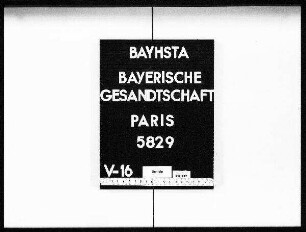 BAYHSTA
BAYERISCHE
GESANDTSCHAFT
PARIS
5829
V-16